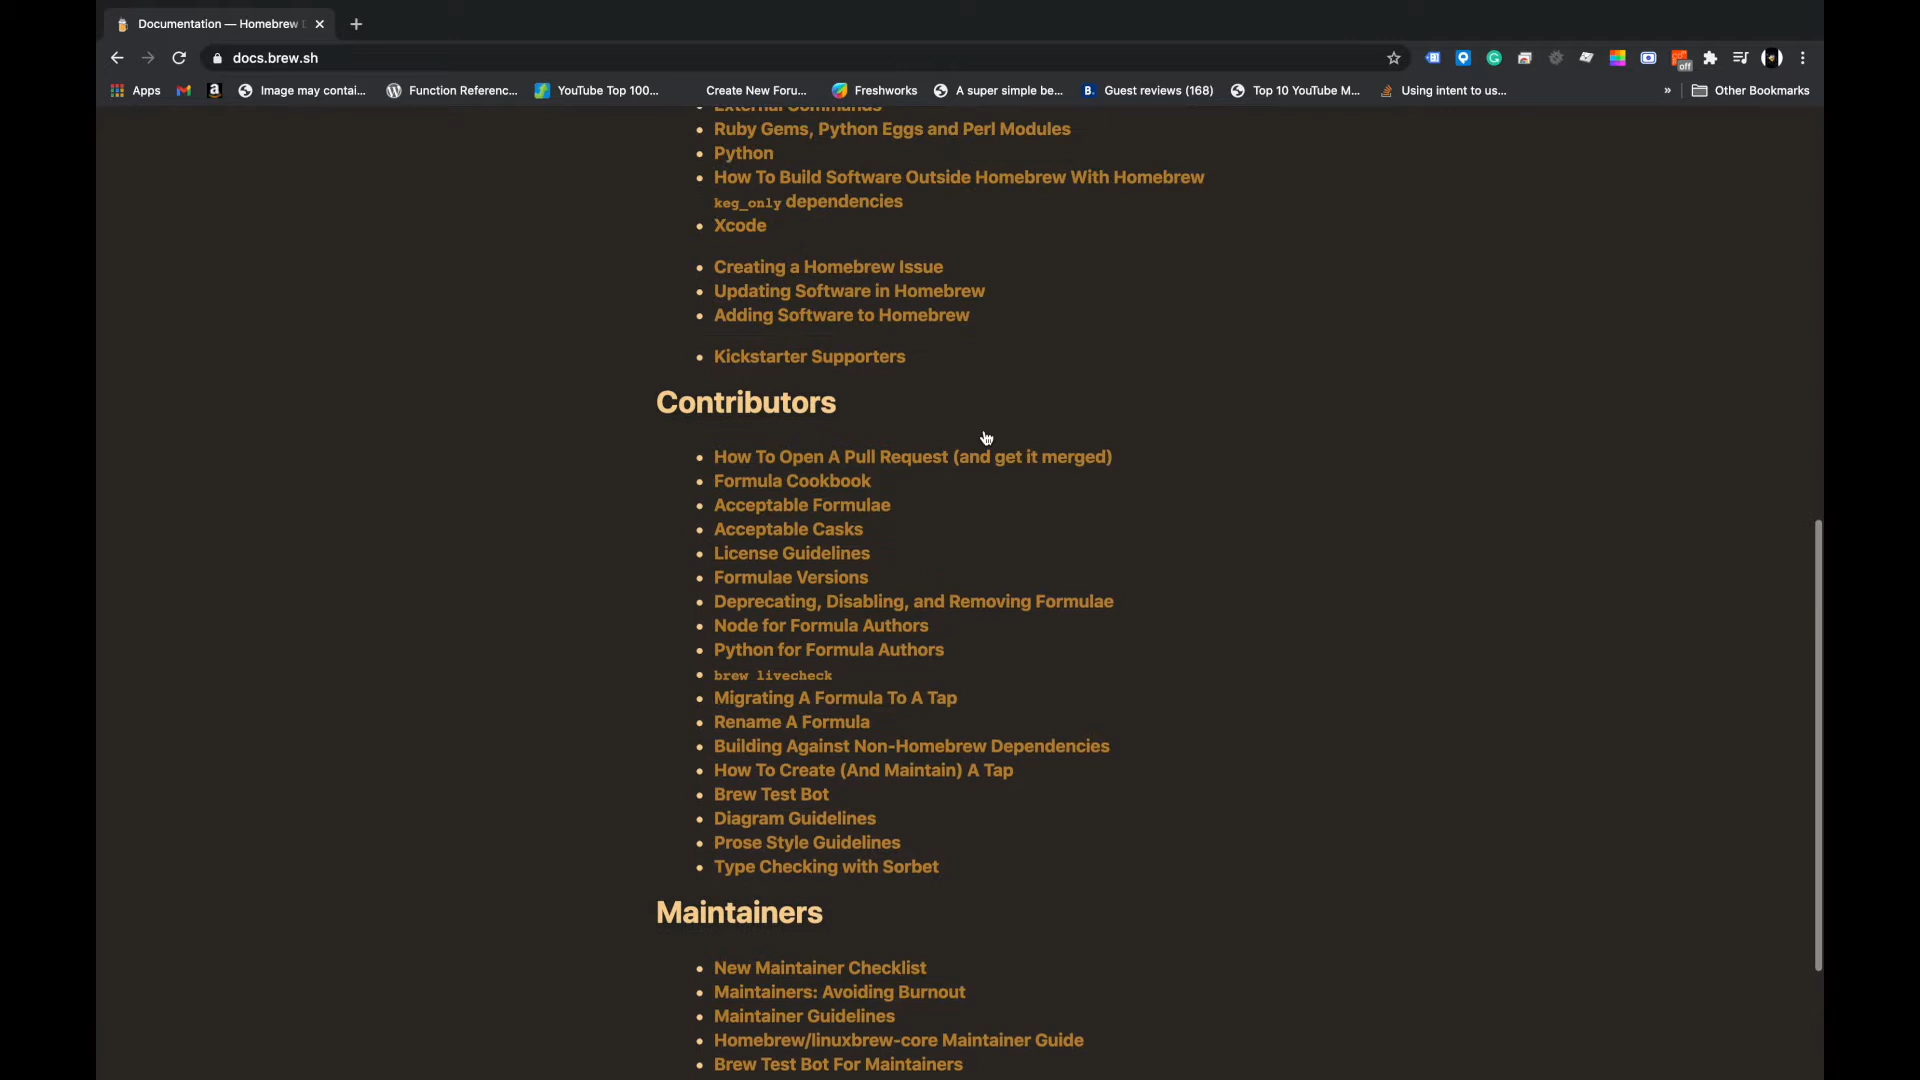 Documentation — Homebrew
docs.brew.sh
off
Apps
Image may contai...
Function Referenc...
YouTube Top 100...
Create New Foru...
Freshworks
A super simple be...
Guest reviews (168)
Top 10 YouTube M...
Using intent to us...
»
Other Bookmarks
External Commands
Ruby Gems, Python Eggs and Perl Modules
Python
How To Build Software Outside Homebrew With Homebrew
keg_only dependencies
Xcode
Creating a Homebrew Issue
Updating Software in Homebrew
Adding Software to Homebrew
Kickstarter Supporters
Contributors
How To Open A Pull Request (and get it merged)
Formula Cookbook
Acceptable Formulae
Acceptable Casks
License Guidelines
Formulae Versions
Deprecating, Disabling, and Removing Formulae
Node for Formula Authors
Python for Formula Authors
brew livecheck
Migrating A Formula To A Tap
Rename A Formula
Building Against Non-Homebrew Dependencies
How To Create (And Maintain) A Tap
Brew Test Bot
Diagram Guidelines
Prose Style Guidelines
Type Checking with Sorbet
Maintainers
New Maintainer Checklist
Maintainers: Avoiding Burnout
Maintainer Guidelines
Homebrew/linuxbrew-core Maintainer Guide
Brew Test Bot For Maintainers